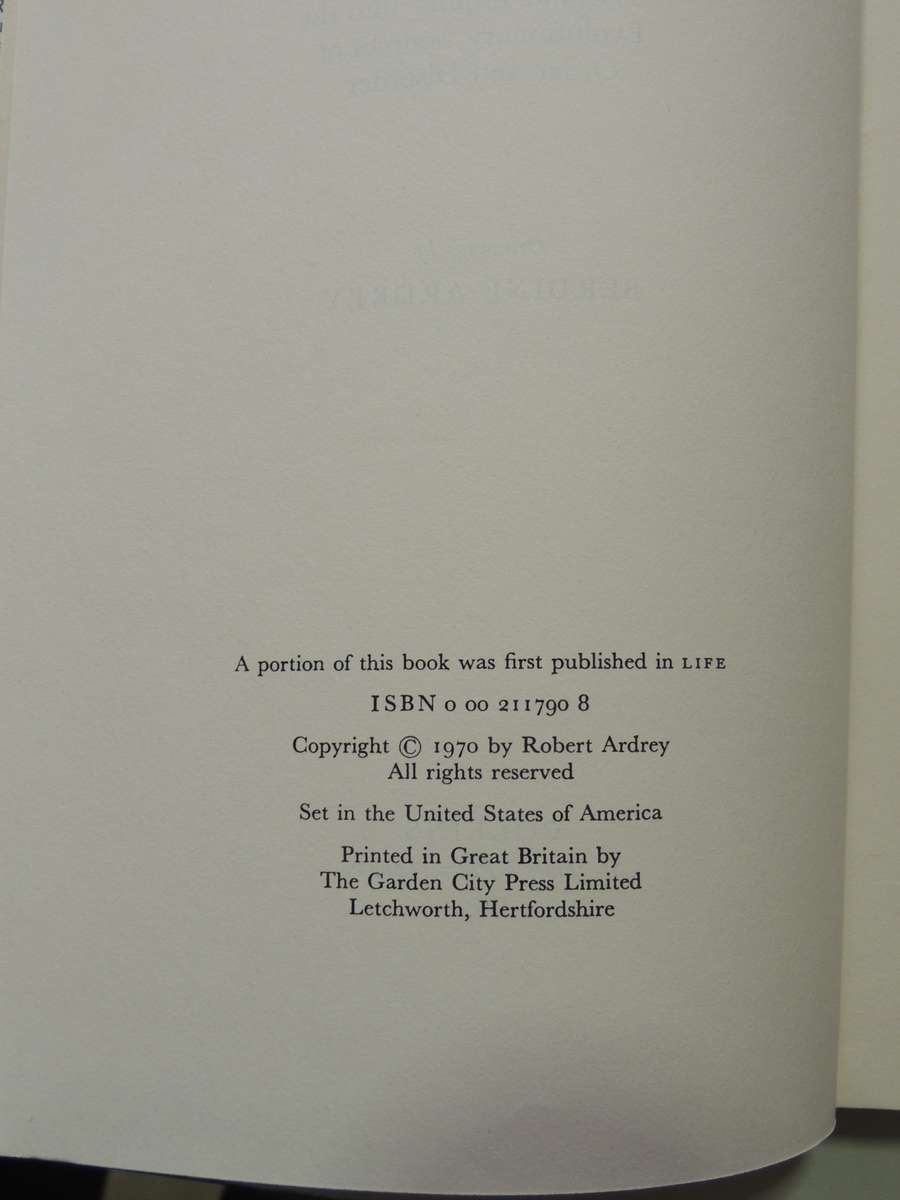 A portion of this book was first published in LIFE
ISBN 0 00 211790 8
Copyright © 1970 by Robert Ardrey
All rights reserved
Set in the United States of America
Printed in Great Britain by
The Garden City Press Limited
Letchworth, Hertfordshire